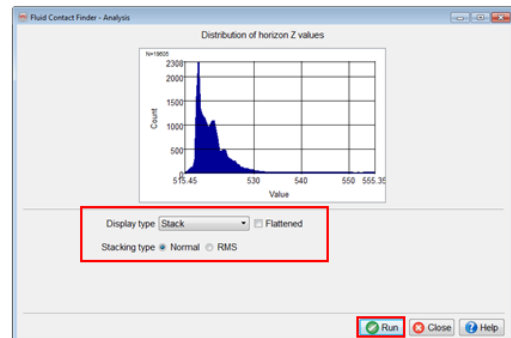 Fluid Contact Finder - Analysis
Distribution of horizon Z values
N=19605
2308
2000
1500
1000
500
0
Count
515.45 530 540 550 555.35
Value
Display type Stack Flattened
Stacking type Normal RMS
Run Close Help